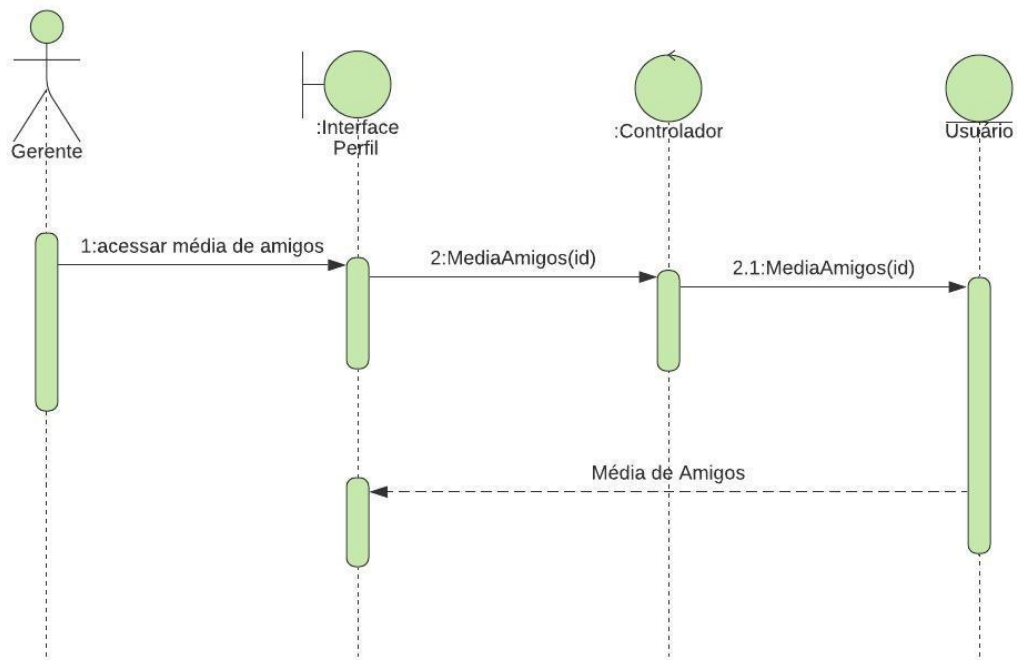 :Interface
Perfil
:Controlador
Usuário
Gerente
1:acessar média de amigos
2:MediaAmigos(id)
2.1:MediaAmigos(id)
Média de Amigos